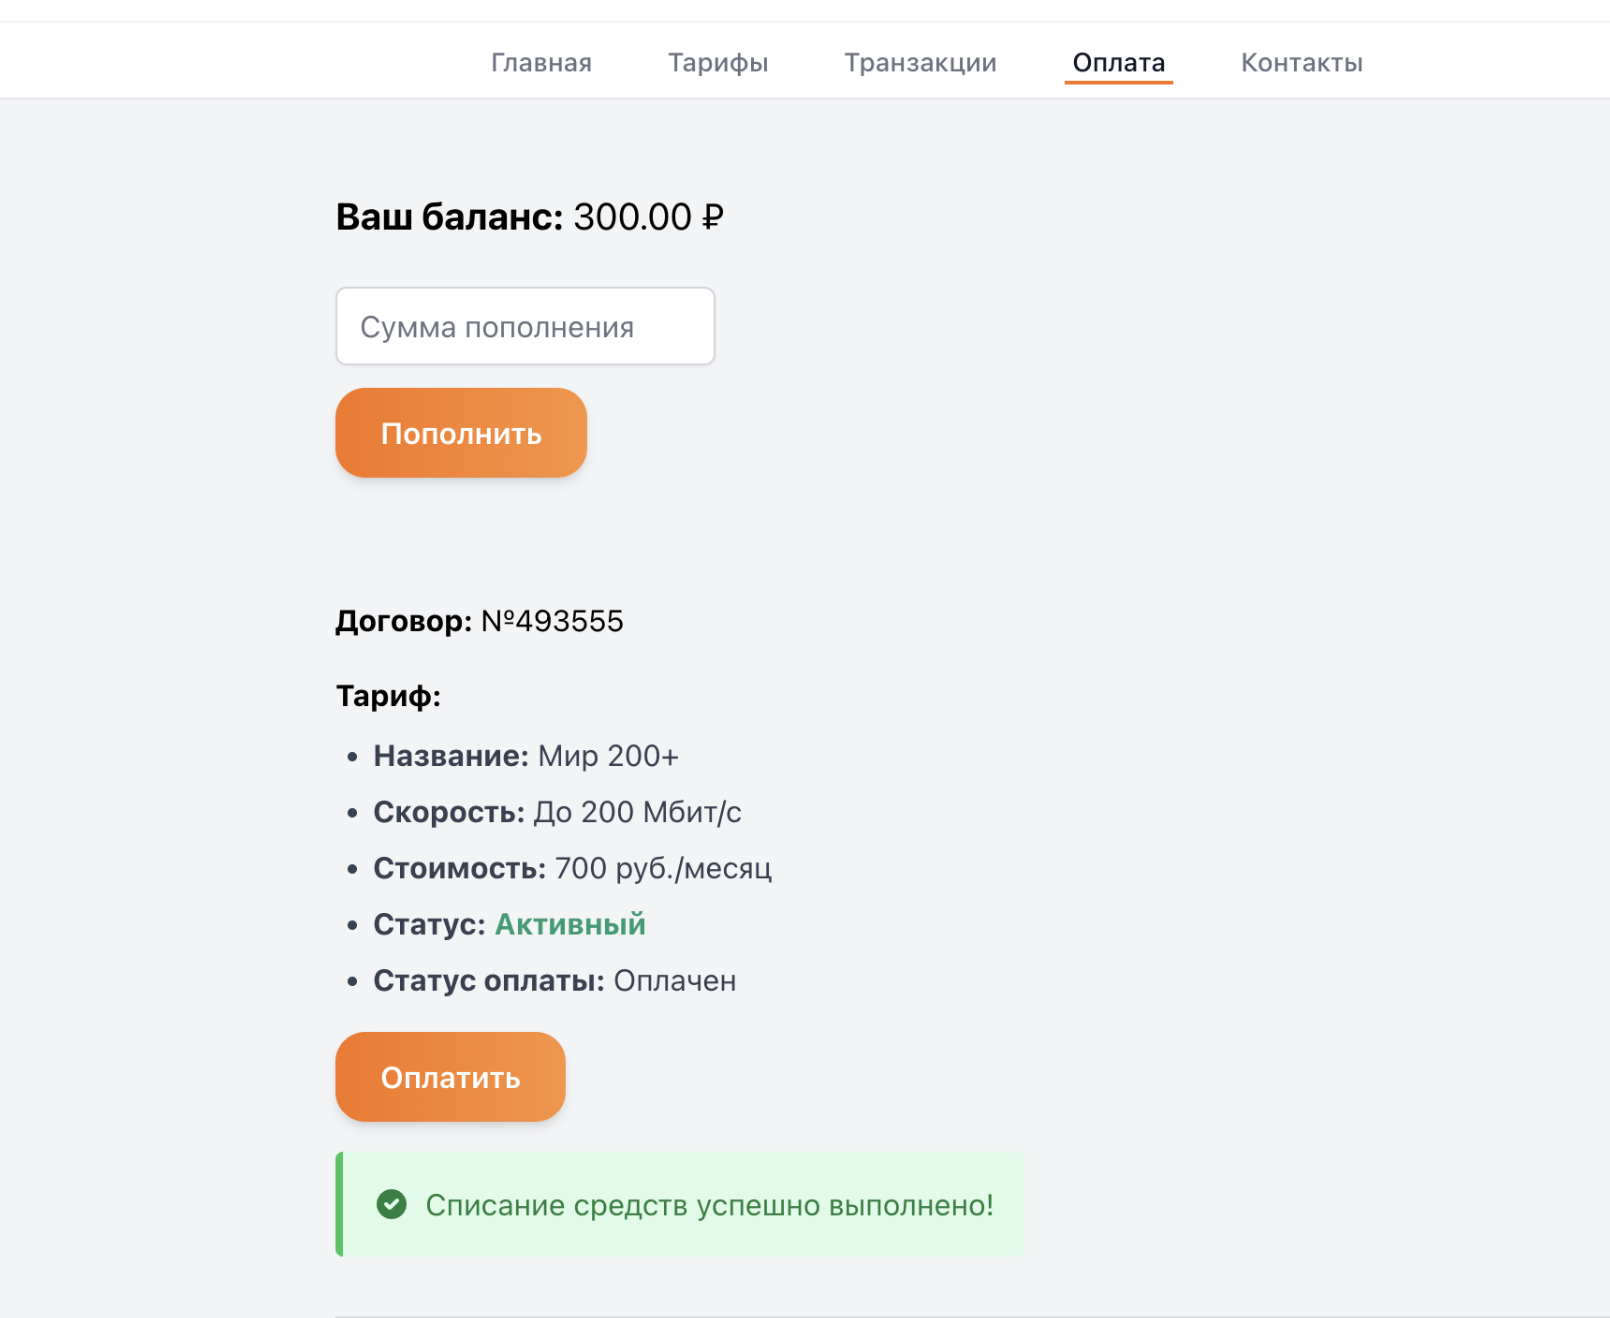 Главная Тарифы Транзакции Оплата Контакты
Ваш баланс: 300.00 ₽
Сумма пополнения
Пополнить
Договор: №493555
Тариф:
• Название: Мир 200+
• Скорость: До 200 Мбит/с
• Стоимость: 700 руб./месяц
• Статус: Активный
• Статус оплаты: Оплачен
Оплатить
Списание средств успешно выполнено!